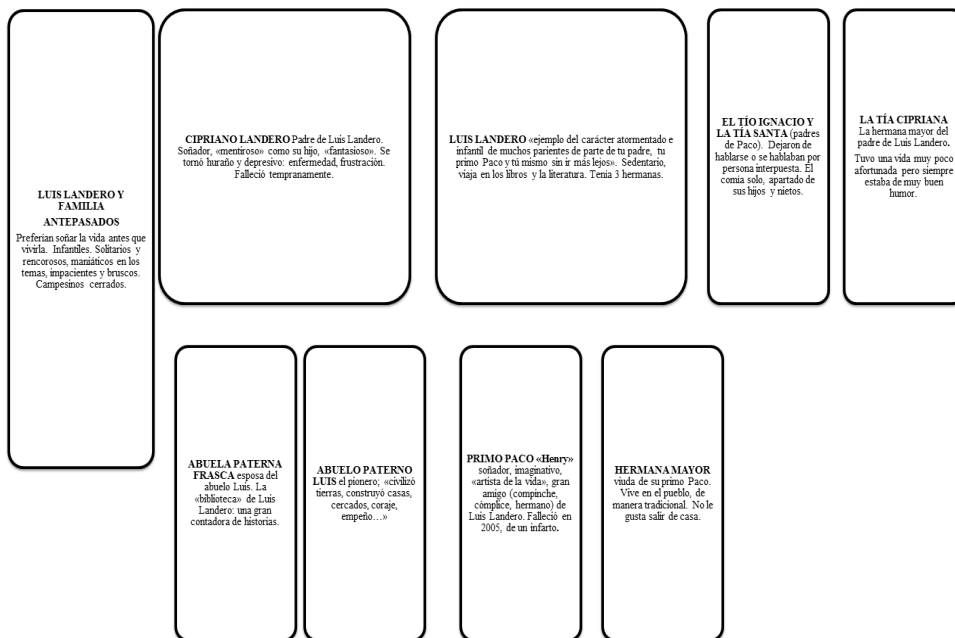 LUIS LANDERO Y
FAMILIA
ANTEPASADOS
Preferían soñar la vida antes que
vivirla. Infantiles. Solitarios y
rencorosos, maniáticos en los
temas, impacientes y bruscos.
Campesinos cerrados.
CIPRIANO LANDERO Padre de Luis Landero.
Soñador, «mentiroso» como su hijo, «fantasioso». Se
tornó huraño y depresivo: enfermedad, frustración.
Falleció tempranamente.
LUIS LANDERO «ejemplo del carácter atormentado e
infantil de muchos parientes de parte de tu padre, tu
primo Paco y tú mismo sin ir más lejos». Sedentario,
viaja en los libros y la literatura. Tenía 3 hermanas.
EL TÍO IGNACIO Y
LA TÍA SANTA (padres
de Paco). Dejaron de
hablarse o se hablaban por
persona interpuesta. Él
comía solo, apartado de
sus hijos y nietos.
LA TÍA CIPRIANA
La hermana mayor del
padre de Luis Landero.
Tuvo una vida muy poco
afortunada pero siempre
estaba de muy buen
humor.
ABUELA PATERNA
FRASCA esposa del
abuelo Luis. La
«biblioteca» de Luis
Landero: una gran
contadora de historias.
ABUELO PATERNO
LUIS el pionero; «civilizó
tierras, construyó casas,
cercados, coraje,
empeño…»
PRIMO PACO «Henry»
soñador, imaginativo,
«artista de la vida», gran
amigo (compinche,
cómplice, hermano) de
Luis Landero. Falleció en
2005, de un infarto.
HERMANA MAYOR
viuda de su primo Paco.
Vive en el pueblo, de
manera tradicional. No le
gusta salir de casa.